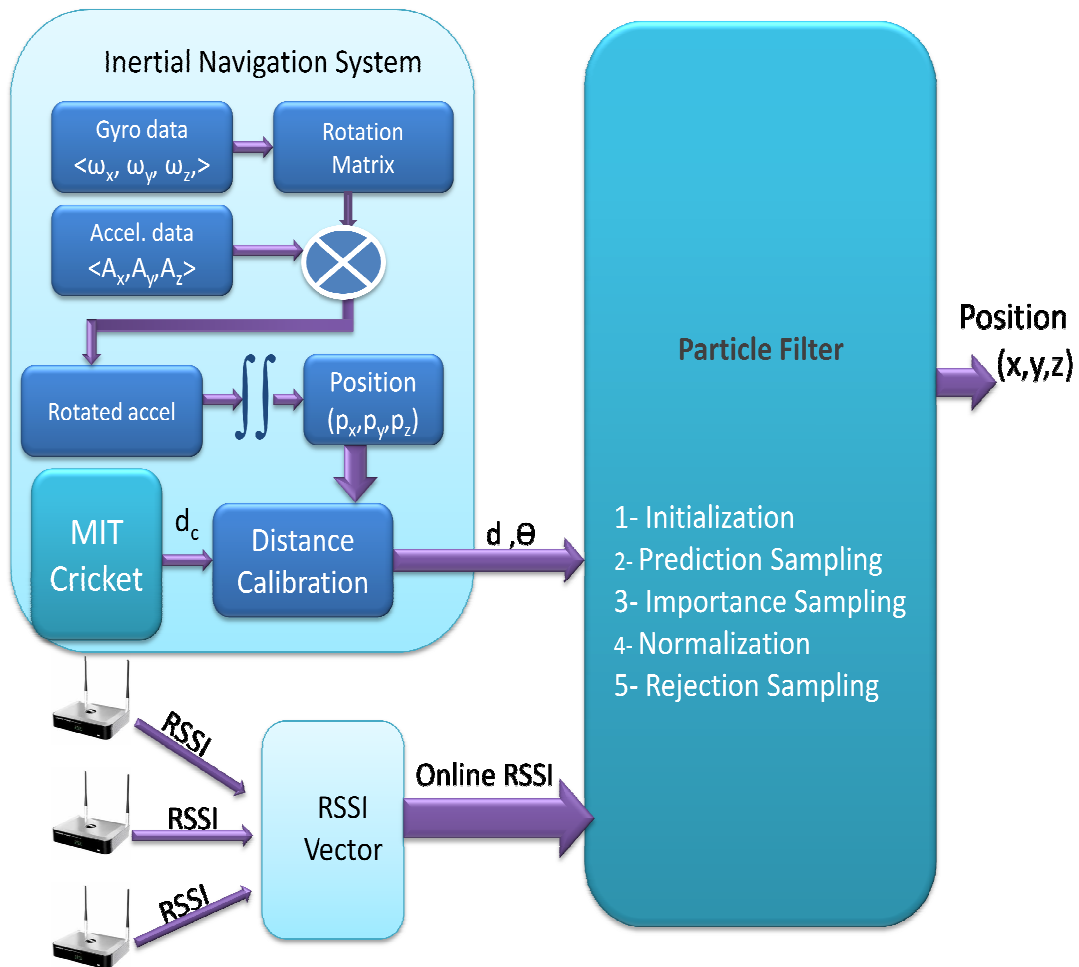 Inertial Navigation System
Gyro data
<ωx, ωy, ωz,>
Rotation
Matrix
Accel. data
<Ax,Ay,Az>
Rotated accel
∫∫
Position
(px,py,pz)
MIT
Cricket
dc
Distance
Calibration
d ,Ɵ
RSSI
RSSI
RSSI
RSSI
Vector
Online RSSI
Particle Filter
1- Initialization
2- Prediction Sampling
3- Importance Sampling
4- Normalization
5- Rejection Sampling
Position
(x,y,z)